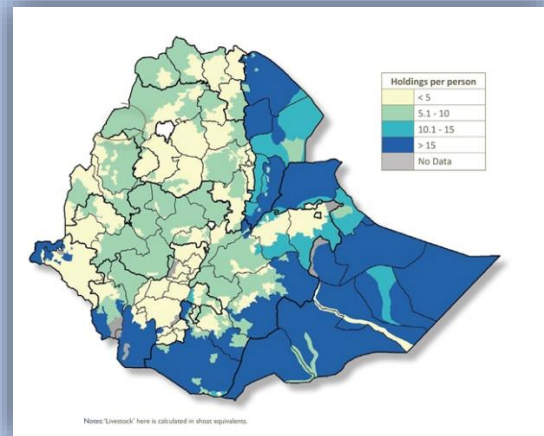 Holdings per person
< 5
5.1 - 10
10.1 - 15
> 15
No Data
Notes: 'Livestock' here is calculated in shoat equivalents.